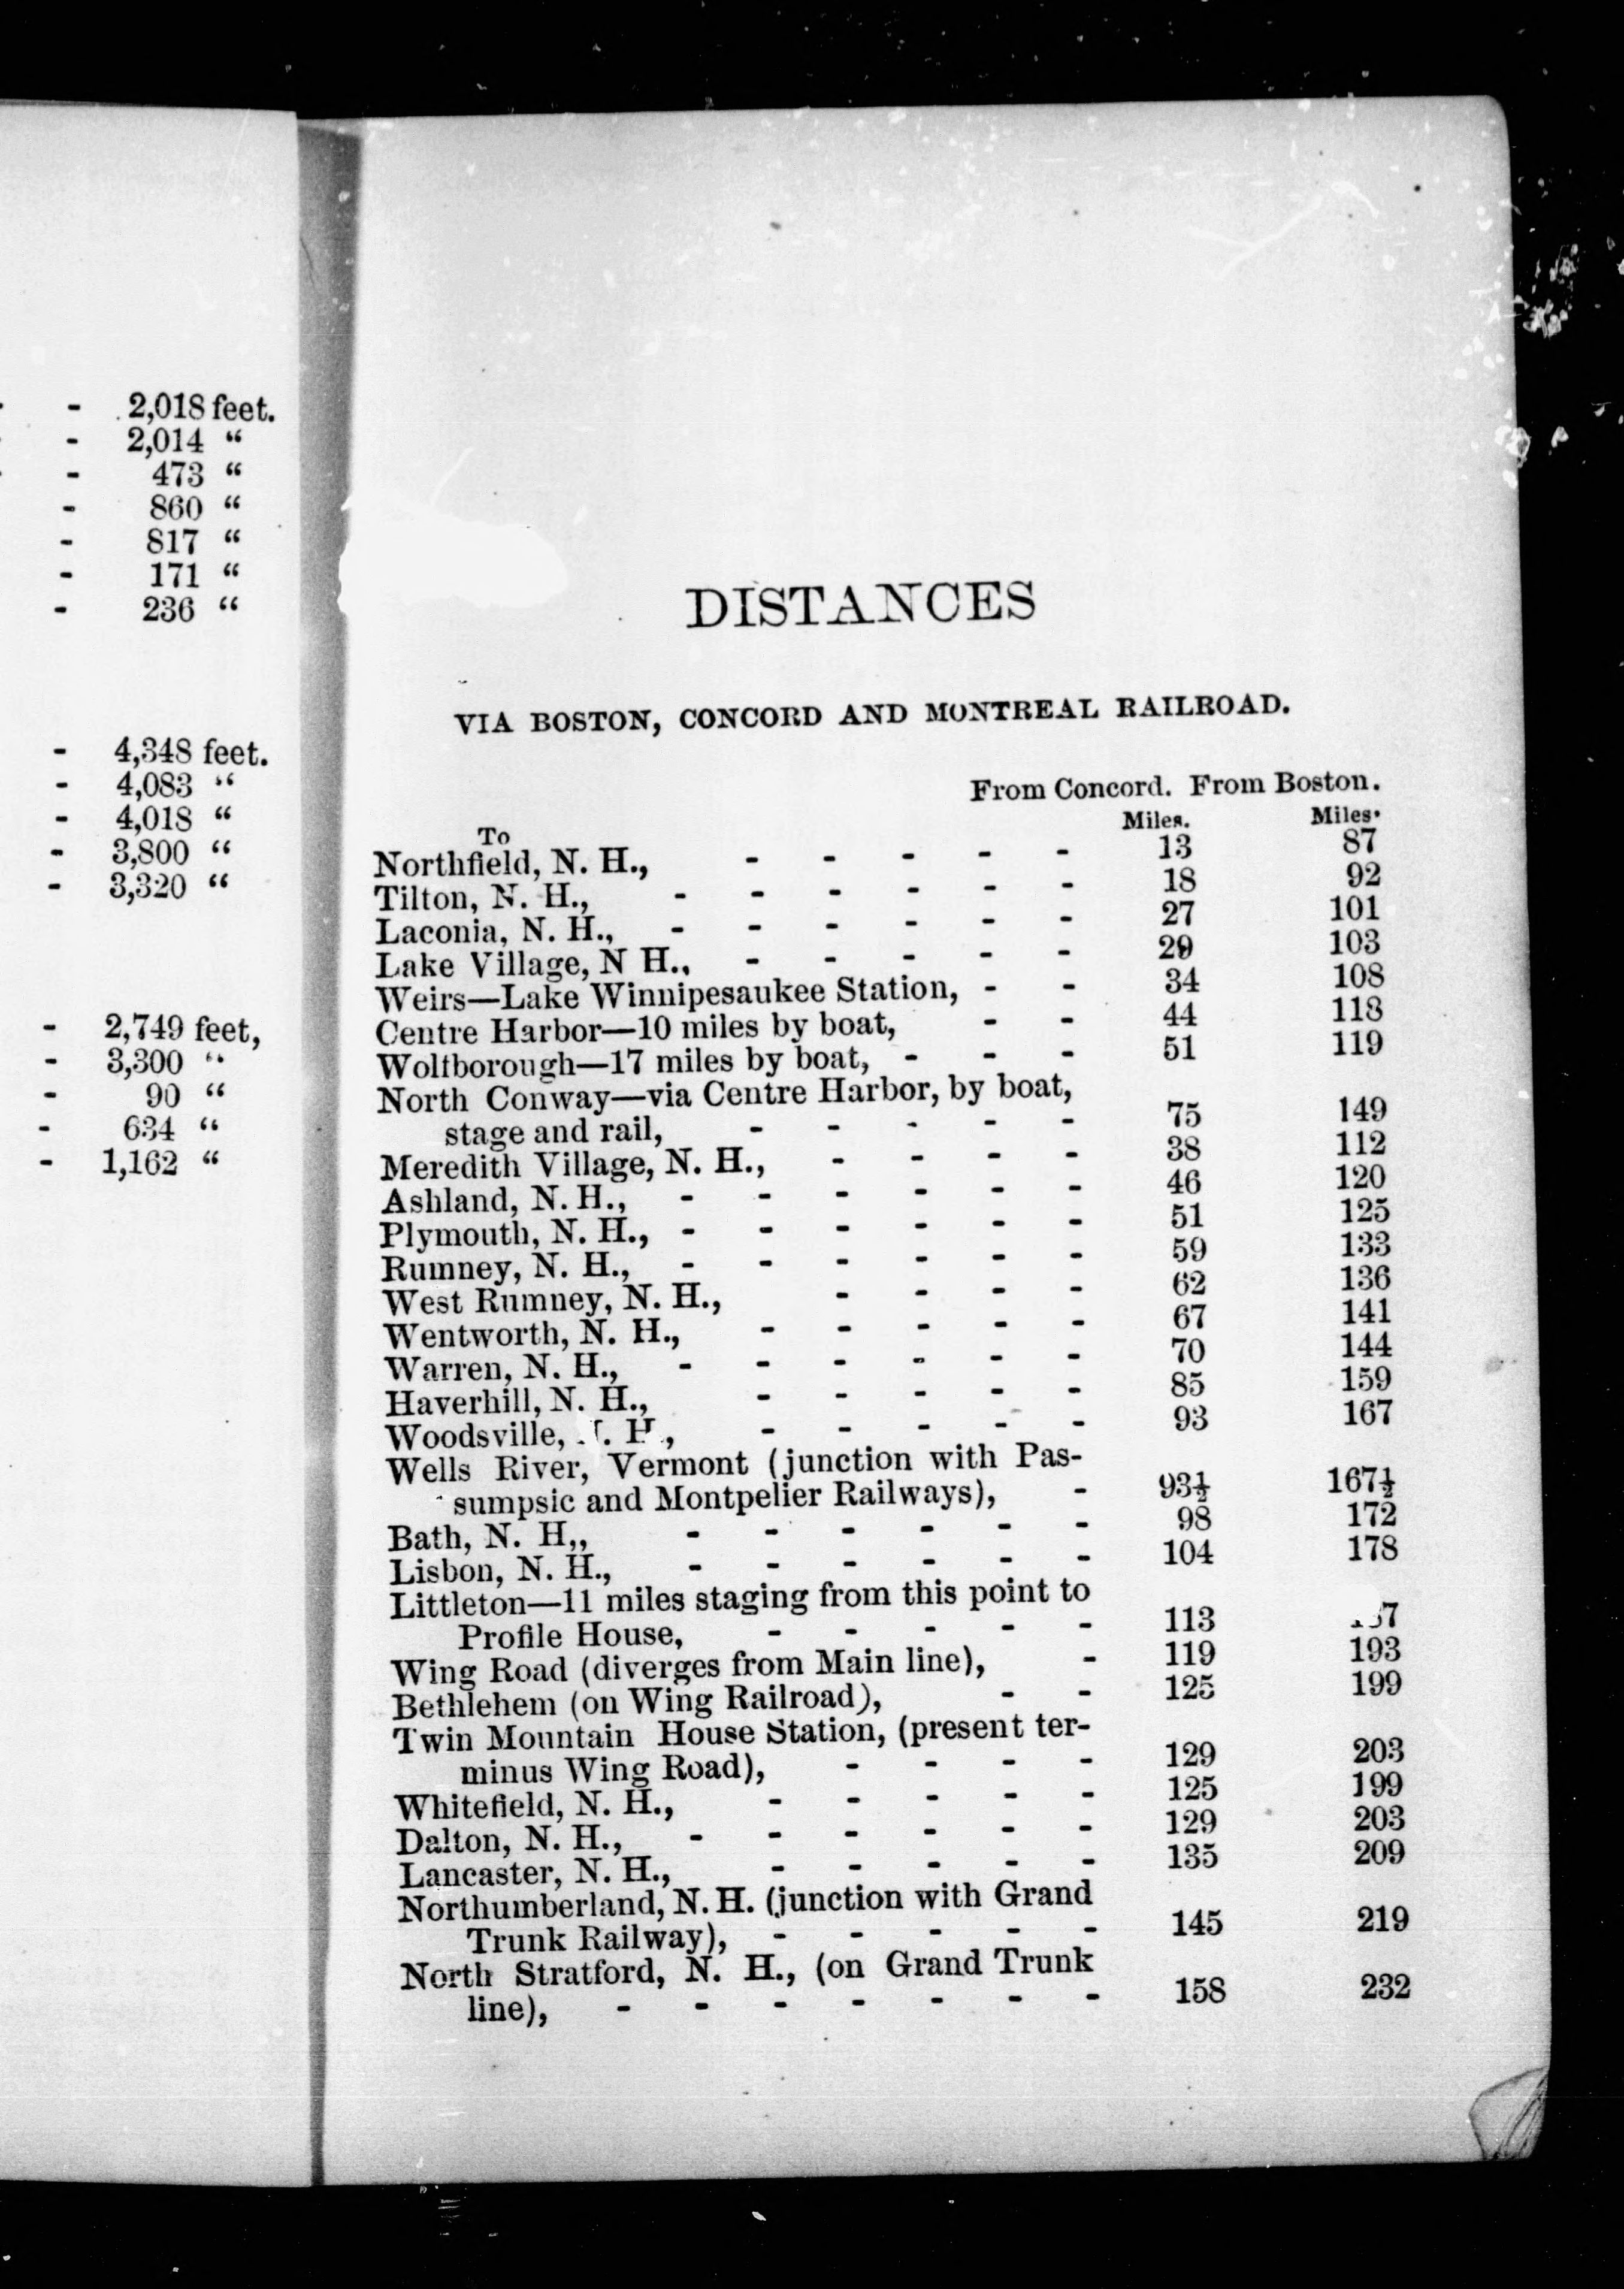 - 2,018 feet.
- 2,014 “
- 473 “
- 860 “
- 817 “
- 171 “
- 236 “
- 4,348 feet.
- 4,083 “
- 4,018 “
- 3,800 “
- 3,320 “
- 2,749 feet,
- 3,300 “
- 90 “
- 634 “
- 1,162 “
DISTANCES
VIA BOSTON, CONCORD AND MONTREAL RAILROAD.
From Concord. From Boston.
To Miles. Miles.
Northfield, N. H., - - - - - 13 87
Tilton, N. H., - - - - - - 18 92
Laconia, N. H., - - - - - - 27 101
Lake Village, N H., - - - - - 29 103
Weirs—Lake Winnipesaukee Station, - - 34 108
Centre Harbor—10 miles by boat, - - 44 118
Woltborough—17 miles by boat, - - - 51 119
North Conway—via Centre Harbor, by boat,
stage and rail, - - - - - 75 149
Meredith Village, N. H., - - - - 38 112
Ashland, N. H., - - - - - - 46 120
Plymouth, N. H., - - - - - - 51 125
Rumney, N. H., - - - - - - 59 133
West Rumney, N. H., - - - - 62 136
Wentworth, N. H., - - - - - 67 141
Warren, N. H., - - - - - - 70 144
Haverhill, N. H., - - - - - 85 159
Woodsville, H., - - - - - 93 167
Wells River, Vermont (junction with Pas-
sumpsic and Montpelier Railways), - 93½ 167½
Bath, N. H,, - - - - - - 98 172
Lisbon, N. H., - - - - - - 104 178
Littleton—11 miles staging from this point to
Profile House, - - - - - 113
Wing Road (diverges from Main line), - 119 193
Bethlehem (on Wing Railroad), - - 125 199
Twin Mountain House Station, (present ter-
minus Wing Road), - - - - 129 203
Whitefield, N. H., - - - - - 125 199
Dalton, N. H., - - - - - - 129 203
Lancaster, N. H., - - - - - 135 209
Northumberland, N. H. (junction with Grand
Trunk Railway), - - - - - 145 219
North Stratford, N. H., (on Grand Trunk
line), - - - - - - - 158 232